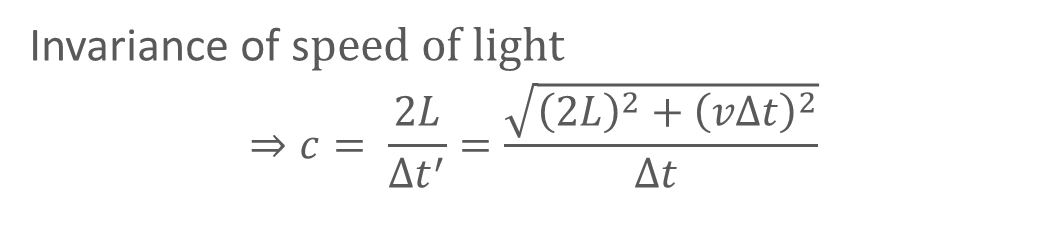 Invariance of speed of light
⇒ c = 2L/Δt′ = √((2L)² + (vΔt)²)/Δt